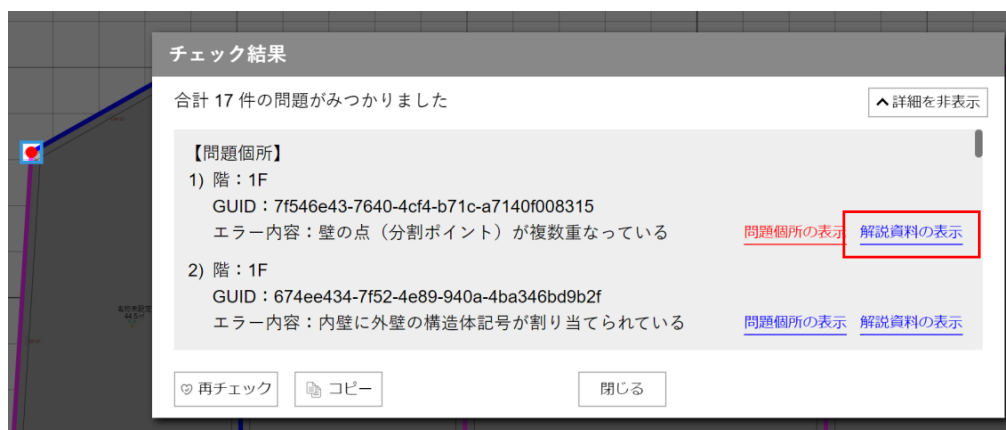 チェック結果
合計 17 件の問題がみつかりました
詳細を非表示
【問題個所】
1) 階：1F
GUID：7f546e43-7640-4cf4-b71c-a7140f008315
エラー内容：壁の点（分割ポイント）が複数重なっている 問題個所の表示 解説資料の表示
2) 階：1F
GUID：674ee434-7f52-4e89-940a-4ba346bd9b2f
エラー内容：内壁に外壁の構造体記号が割り当てられている 問題個所の表示 解説資料の表示
再チェック コピー 閉じる